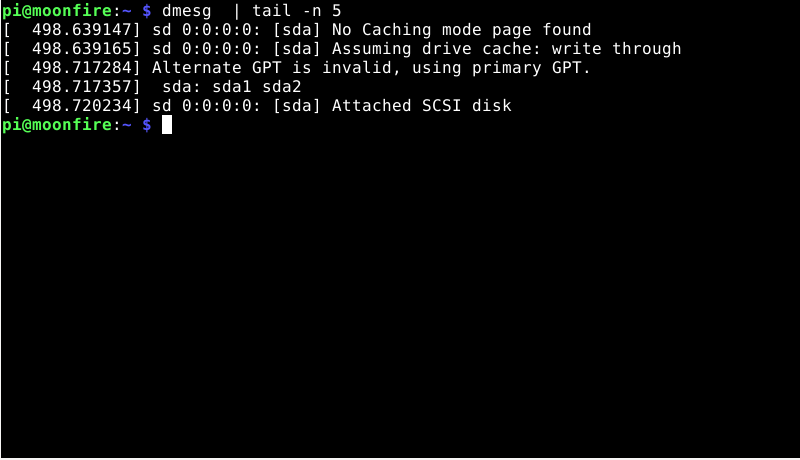 pi@moonfire:~ $ dmesg  | tail -n 5
[  498.639147] sd 0:0:0:0: [sda] No Caching mode page found
[  498.639165] sd 0:0:0:0: [sda] Assuming drive cache: write through
[  498.717284] Alternate GPT is invalid, using primary GPT.
[  498.717357]  sda: sda1 sda2
[  498.720234] sd 0:0:0:0: [sda] Attached SCSI disk
pi@moonfire:~ $